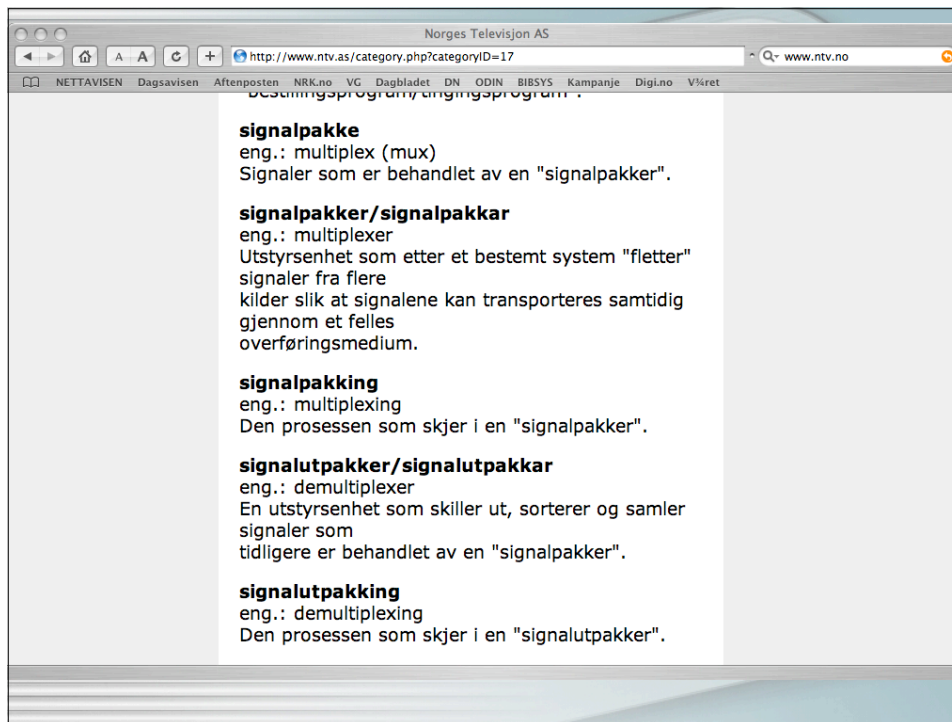 Norges Televisjon AS
A A http://www.ntv.as/category.php?categoryID=17 www.ntv.no
NETTAVISEN Dagsavisen Aftenposten NRK.no VG Dagbladet DN ODIN BIBSYS Kampanje Digi.no V¾ret
"bestillingsprogram/tingingsprogram".
signalpakke
eng.: multiplex (mux)
Signaler som er behandlet av en "signalpakker".
signalpakker/signalpakkar
eng.: multiplexer
Utstyrsenhet som etter et bestemt system "fletter"
signaler fra flere
kilder slik at signalene kan transporteres samtidig
gjennom et felles
overføringsmedium.
signalpakking
eng.: multiplexing
Den prosessen som skjer i en "signalpakker".
signalutpakker/signalutpakkar
eng.: demultiplexer
En utstyrsenhet som skiller ut, sorterer og samler
signaler som
tidligere er behandlet av en "signalpakker".
signalutpakking
eng.: demultiplexing
Den prosessen som skjer i en "signalutpakker".